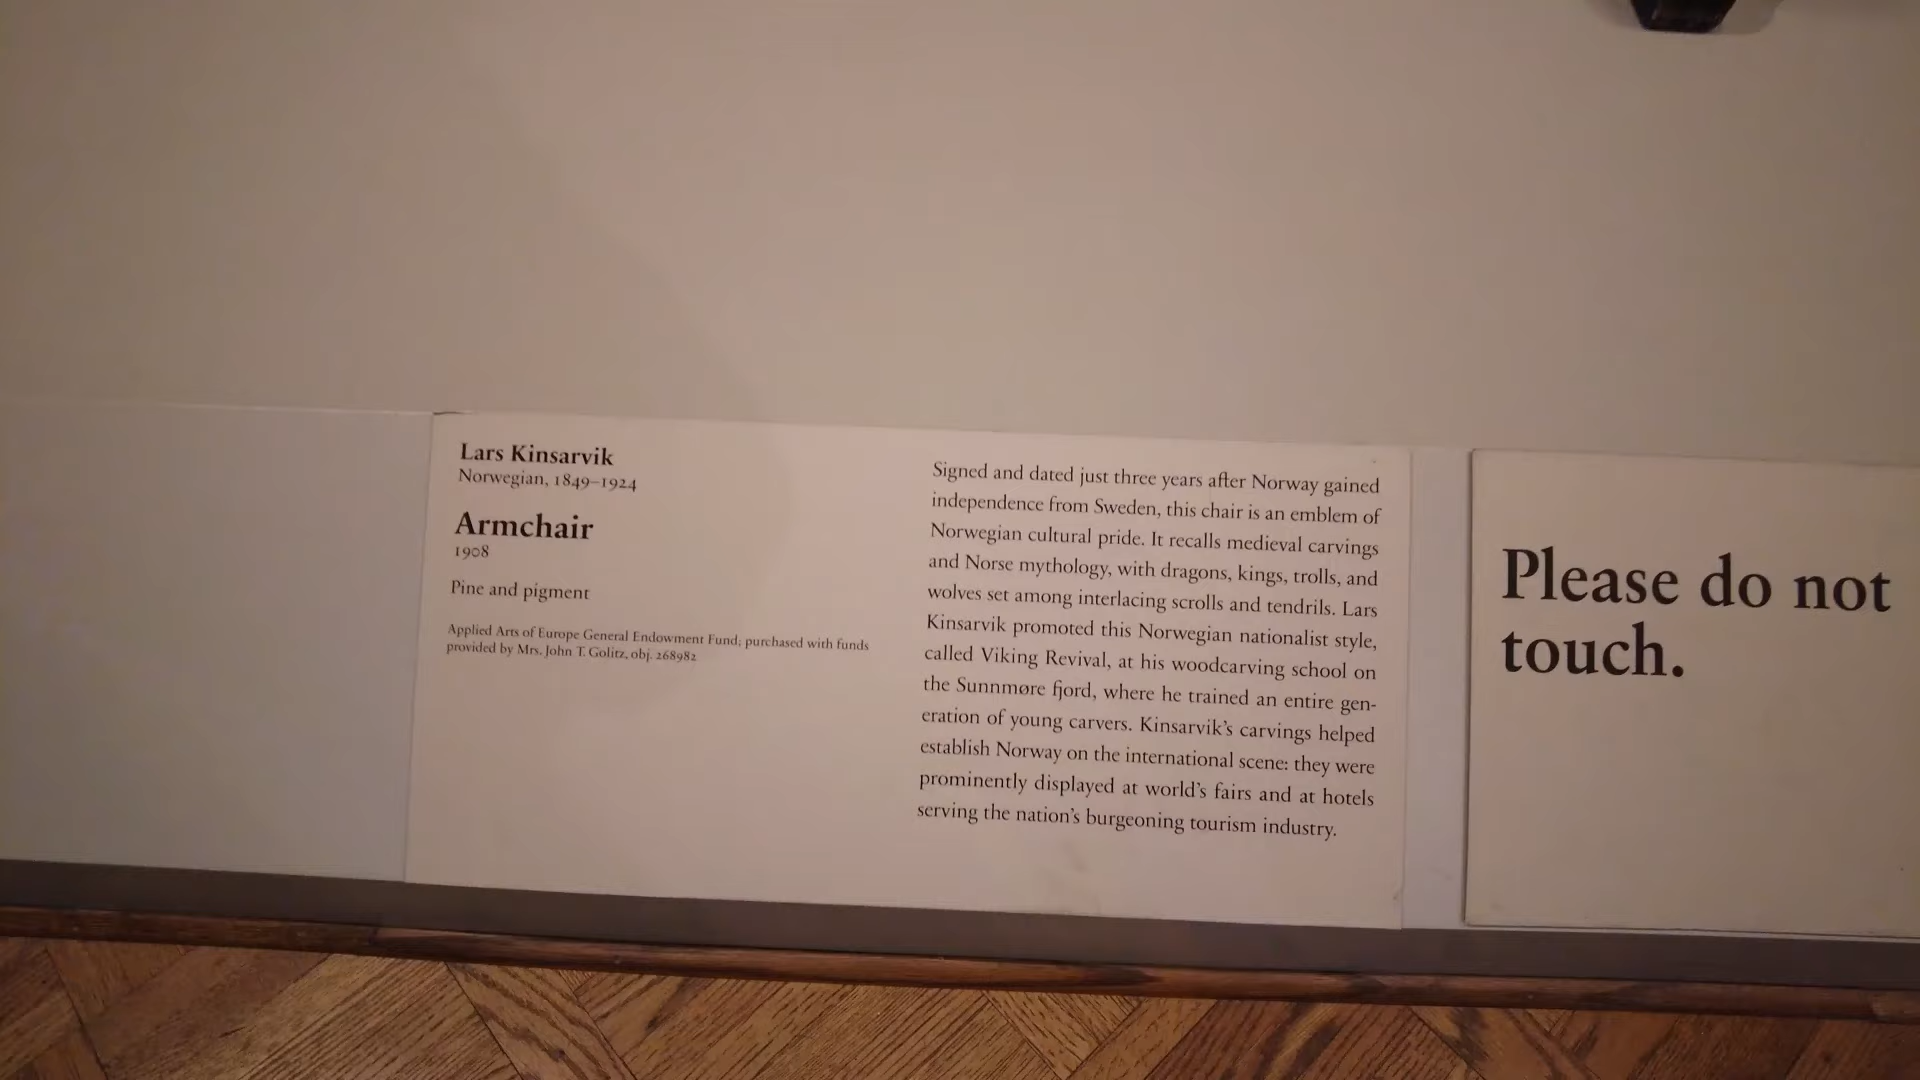 Lars Kinsarvik
Norwegian, 1849–1924
Armchair
1908
Pine and pigment
Applied Arts of Europe General Endowment Fund; purchased with funds
provided by Mrs. John T. Golitz, obj. 268982
Signed and dated just three years after Norway gained
independence from Sweden, this chair is an emblem of
Norwegian cultural pride. It recalls medieval carvings
and Norse mythology, with dragons, kings, trolls, and
wolves set among interlacing scrolls and tendrils. Lars
Kinsarvik promoted this Norwegian nationalist style,
called Viking Revival, at his woodcarving school on
the Sunnmøre fjord, where he trained an entire gen-
eration of young carvers. Kinsarvik’s carvings helped
establish Norway on the international scene: they were
prominently displayed at world’s fairs and at hotels
serving the nation’s burgeoning tourism industry.
Please do not
touch.